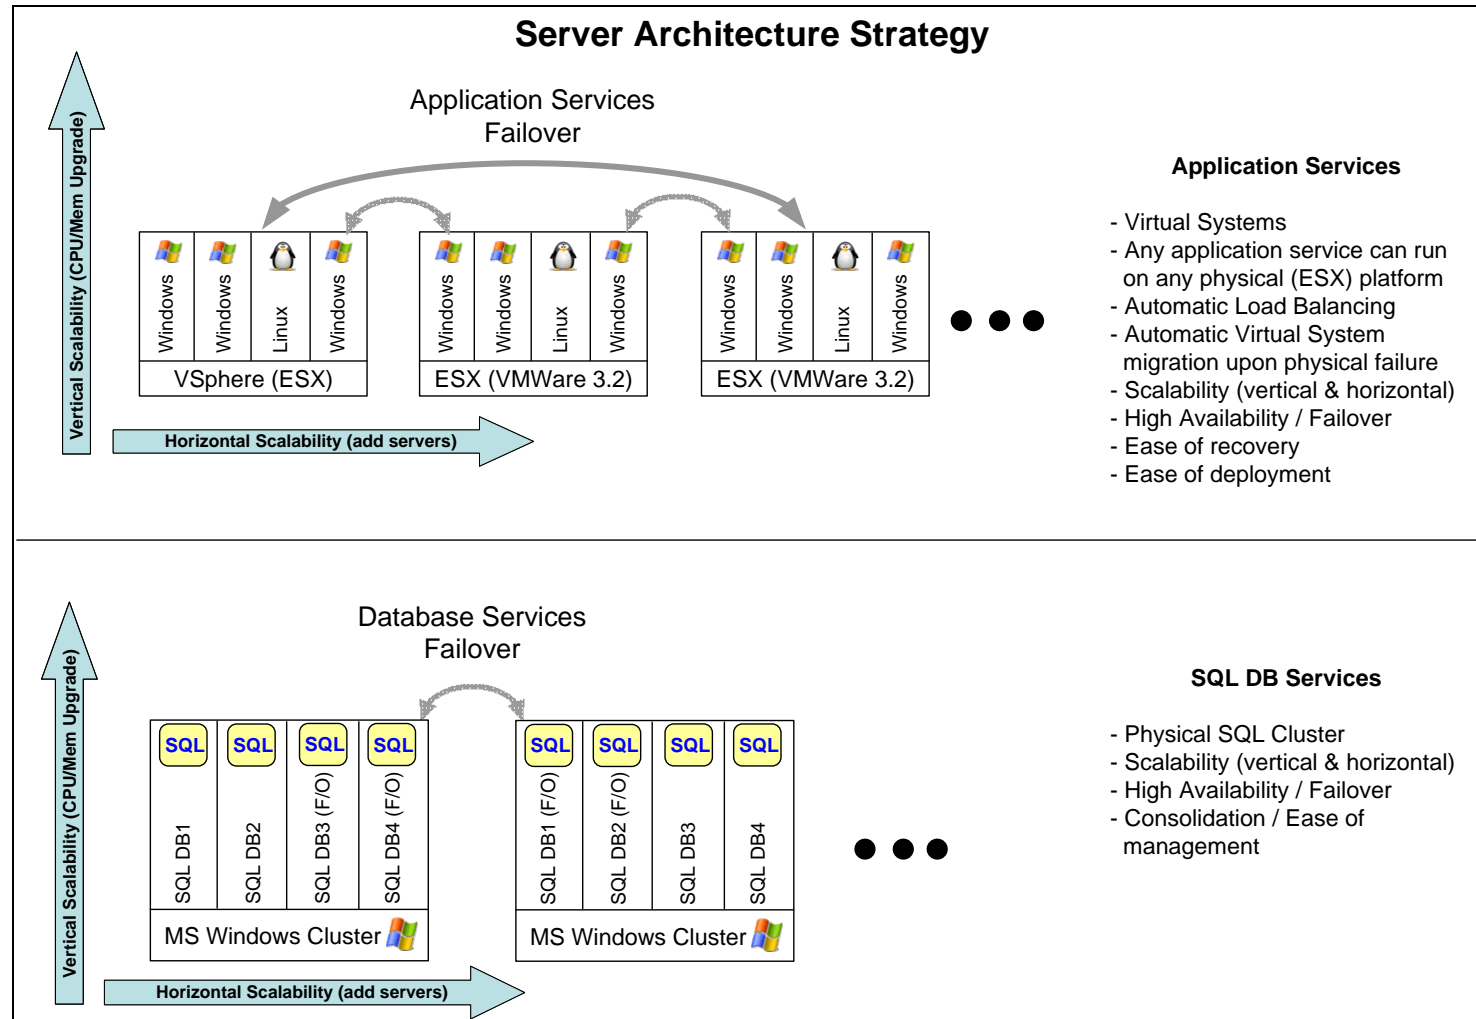 Server Architecture Strategy
Vertical Scalability (CPU/Mem Upgrade)
Application Services
Failover
Windows
Windows
Linux
Windows
VSphere (ESX)
Windows
Windows
Linux
Windows
ESX (VMWare 3.2)
Windows
Windows
Linux
Windows
ESX (VMWare 3.2)
Horizontal Scalability (add servers)
Application Services
- Virtual Systems
- Any application service can run
on any physical (ESX) platform
- Automatic Load Balancing
- Automatic Virtual System
migration upon physical failure
- Scalability (vertical & horizontal)
- High Availability / Failover
- Ease of recovery
- Ease of deployment
Vertical Scalability (CPU/Mem Upgrade)
Database Services
Failover
SQL
SQL DB1
SQL
SQL DB2
SQL
SQL DB3 (F/O)
SQL
SQL DB4 (F/O)
MS Windows Cluster
SQL
SQL DB1 (F/O)
SQL
SQL DB2 (F/O)
SQL
SQL DB3
SQL
SQL DB4
MS Windows Cluster
Horizontal Scalability (add servers)
SQL DB Services
- Physical SQL Cluster
- Scalability (vertical & horizontal)
- High Availability / Failover
- Consolidation / Ease of
management